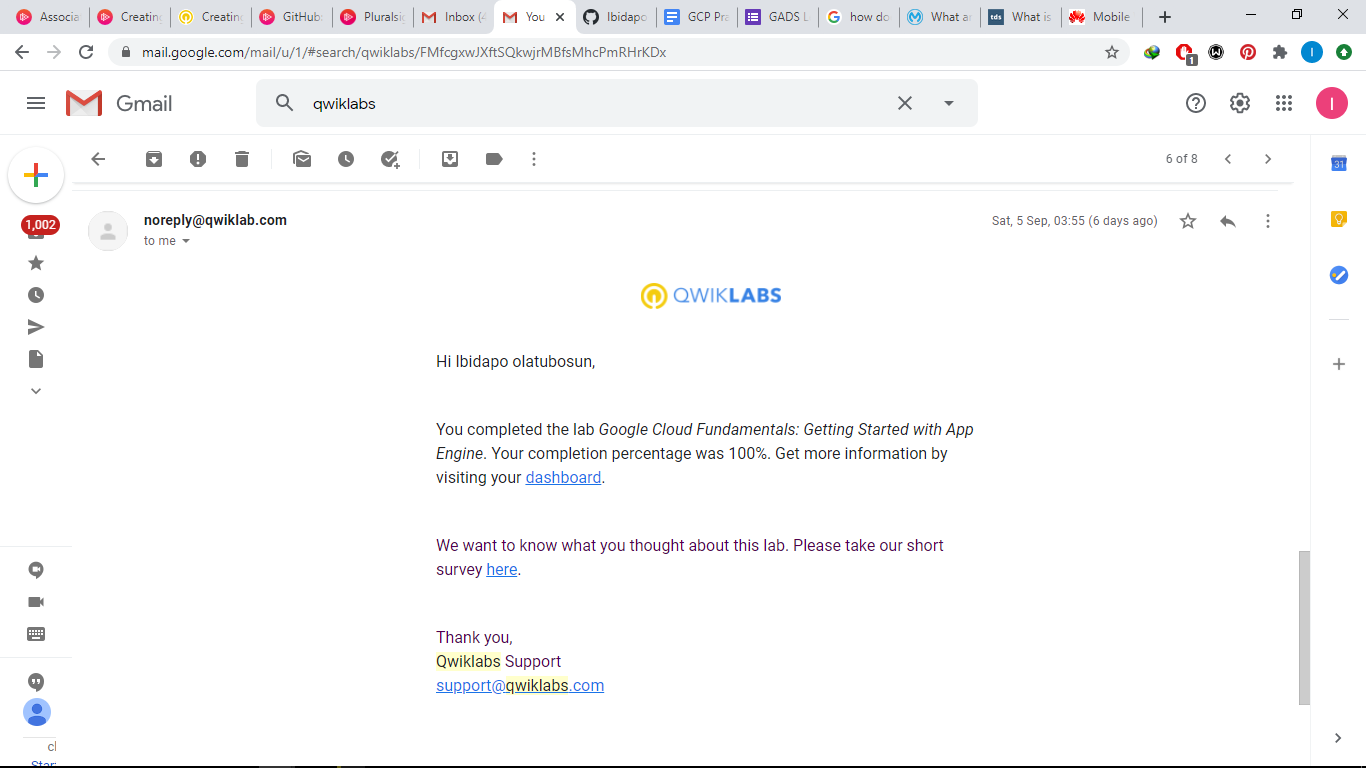 Associa
Creating
Creating
GitHub:
Pluralsig
Inbox (4
You
Ibidapo
GCP Pra
GADS L
how do
What ar
What is
Mobile
mail.google.com/mail/u/1/#search/qwiklabs/FMfcgxwJXftSQkwjrMBfsMhcPmRHrKDx
1
I
Gmail
qwiklabs
I
6 of 8
31
1,002
noreply@qwiklab.com
Sat, 5 Sep, 03:55 (6 days ago)
to me
QWIKLABS
Hi Ibidapo olatubosun,
You completed the lab Google Cloud Fundamentals: Getting Started with App
Engine. Your completion percentage was 100%. Get more information by
visiting your dashboard.
We want to know what you thought about this lab. Please take our short
survey here.
Thank you,
Qwiklabs Support
support@qwiklabs.com